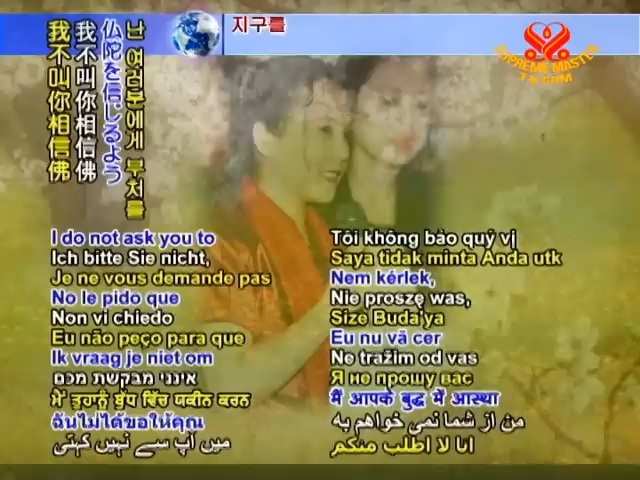 지구를
SUPREME MASTER
TV.COM
난 여러분에게 부처를
仏陀を信じるよう
我不叫你相信佛
我不叫你相信佛
I do not ask you to
Ich bitte Sie nicht,
Je ne vous demande pas
No le pido que
Non vi chiedo
Eu não peço para que
Ik vraag je niet om
אינני מבקשת מכם
ਮੈਂ ਤੁਹਾਨੂੰ ਬੁੱਧ ਵਿੱਚ ਯਕੀਨ ਕਰਨ
ฉันไม่ได้ขอให้คุณ
میں آپ سے نہیں کہتی
Tôi không bảo quý vị
Saya tidak minta Anda utk
Nem kérlek,
Nie proszę was,
Size Buda'ya
Eu nu vă cer
Ne tražim od vas
Я не прошу вас
मैं आपके बुद्ध में आस्था
من از شما نمی خواهم به
انا لا اطلب منكم